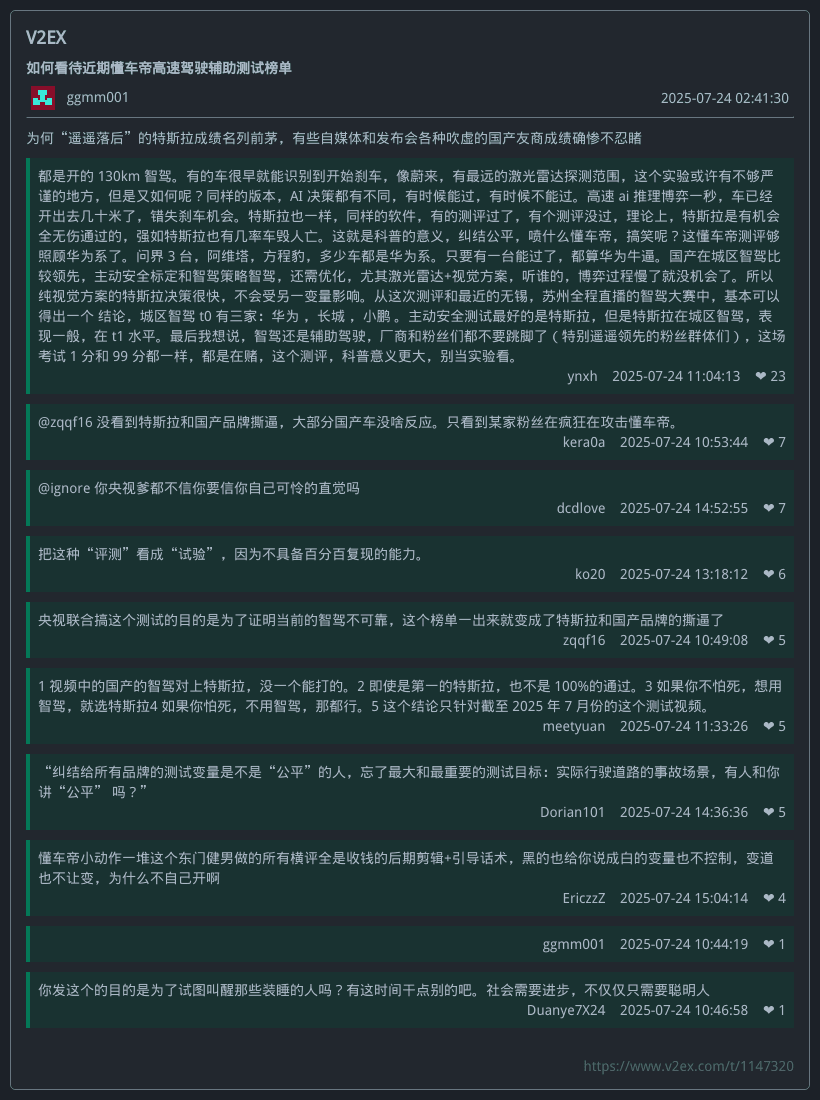 V2EX
如何看待近期懂车帝高速驾驶辅助测试榜单
ggmm001 2025-07-24 02:41:30
为何“遥遥落后”的特斯拉成绩名列前茅，有些自媒体和发布会各种吹虚的国产友商成绩确惨不忍睹
都是开的 130km 智驾。有的车很早就能识别到开始刹车，像蔚来，有最远的激光雷达探测范围，这个实验或许有不够严
谨的地方，但是又如何呢？同样的版本，AI 决策都有不同，有时候能过，有时候不能过。高速 ai 推理博弈一秒，车已经
开出去几十米了，错失刹车机会。特斯拉也一样，同样的软件，有的测评过了，有个测评没过，理论上，特斯拉是有机会
全无伤通过的，强如特斯拉也有几率车毁人亡。这就是科普的意义，纠结公平，喷什么懂车帝，搞笑呢？这懂车帝测评够
照顾华为系了。问界 3 台，阿维塔，方程豹，多少车都是华为系。只要有一台能过了，都算华为牛逼。国产在城区智驾比
较领先，主动安全标定和智驾策略智驾，还需优化，尤其激光雷达+视觉方案，听谁的，博弈过程慢了就没机会了。所以
纯视觉方案的特斯拉决策很快，不会受另一变量影响。从这次测评和最近的无锡，苏州全程直播的智驾大赛中，基本可以
得出一个 结论，城区智驾 t0 有三家：华为 ，长城 ，小鹏 。主动安全测试最好的是特斯拉，但是特斯拉在城区智驾，表
现一般，在 t1 水平。最后我想说，智驾还是辅助驾驶，厂商和粉丝们都不要跳脚了（ 特别遥遥领先的粉丝群体们 ），这场
考试 1 分和 99 分都一样，都是在赌，这个测评，科普意义更大，别当实验看。
ynxh 2025-07-24 11:04:13 ❤ 23
@zqqf16 没看到特斯拉和国产品牌撕逼，大部分国产车没啥反应。只看到某家粉丝在疯狂在攻击懂车帝。
kera0a 2025-07-24 10:53:44 ❤ 7
@ignore 你央视爹都不信你要信你自己可怜的直觉吗
dcdlove 2025-07-24 14:52:55 ❤ 7
把这种“评测”看成“试验”，因为不具备百分百复现的能力。
ko20 2025-07-24 13:18:12 ❤ 6
央视联合搞这个测试的目的是为了证明当前的智驾不可靠，这个榜单一出来就变成了特斯拉和国产品牌的撕逼了
zqqf16 2025-07-24 10:49:08 ❤ 5
1 视频中的国产的智驾对上特斯拉，没一个能打的。2 即使是第一的特斯拉，也不是 100%的通过。3 如果你不怕死，想用
智驾，就选特斯拉4 如果你怕死，不用智驾，那都行。5 这个结论只针对截至 2025 年 7 月份的这个测试视频。
meetyuan 2025-07-24 11:33:26 ❤ 5
“纠结给所有品牌的测试变量是不是“公平”的人，忘了最大和最重要的测试目标：实际行驶道路的事故场景，有人和你
讲“公平” 吗？”
Dorian101 2025-07-24 14:36:36 ❤ 5
懂车帝小动作一堆这个东门健男做的所有横评全是收钱的后期剪辑+引导话术，黑的也给你说成白的变量也不控制，变道
也不让变，为什么不自己开啊
EriczzZ 2025-07-24 15:04:14 ❤ 4
ggmm001 2025-07-24 10:44:19 ❤ 1
你发这个的目的是为了试图叫醒那些装睡的人吗？有这时间干点别的吧。社会需要进步，不仅仅只需要聪明人
Duanye7X24 2025-07-24 10:46:58 ❤ 1
https://www.v2ex.com/t/1147320